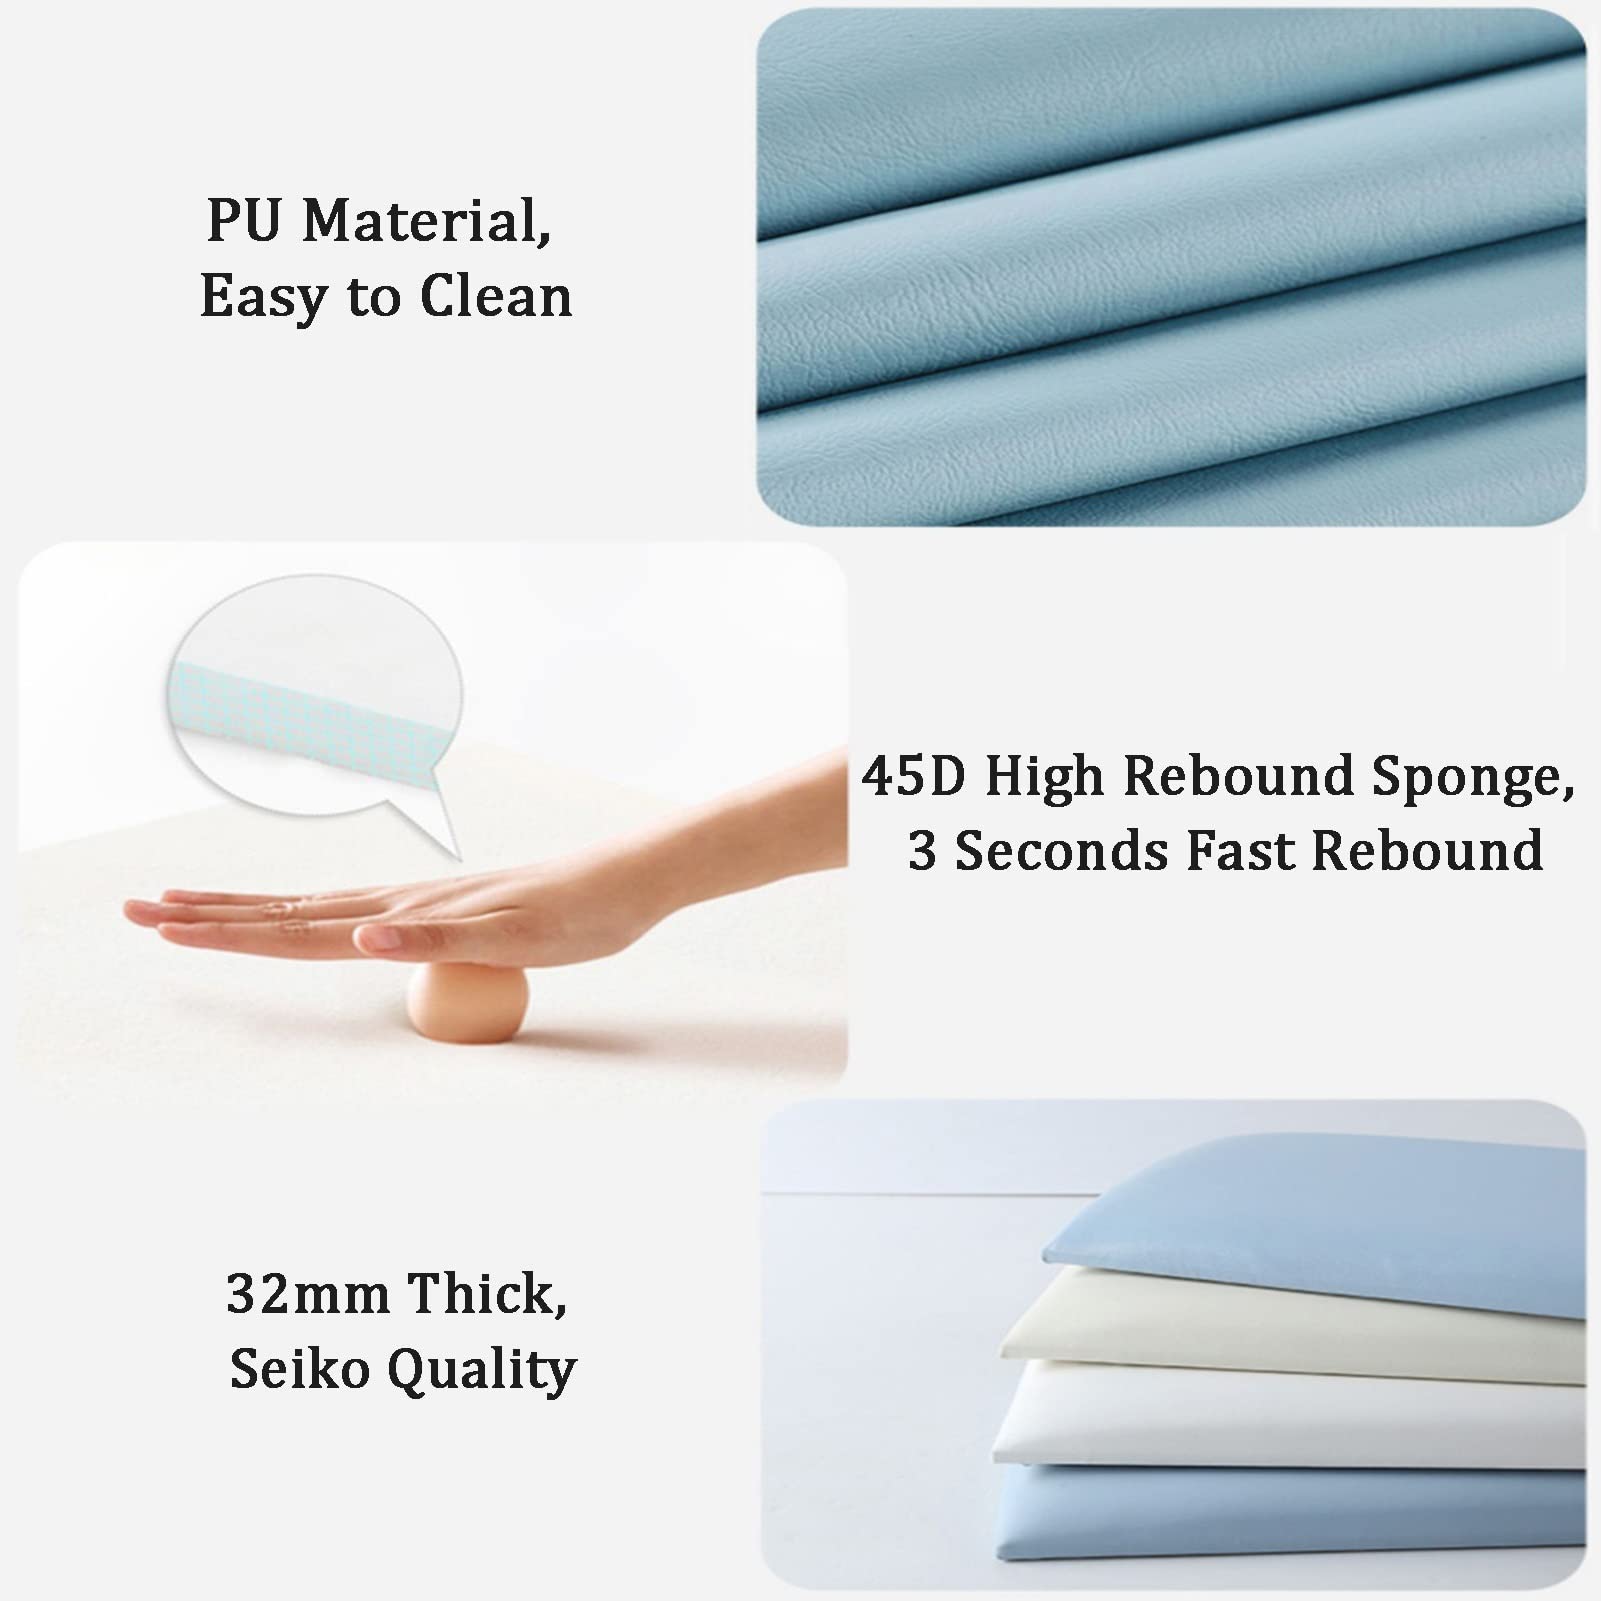 PU Material,
Easy to Clean
45D High Rebound Sponge,
3 Seconds Fast Rebound
32mm Thick,
Seiko Quality